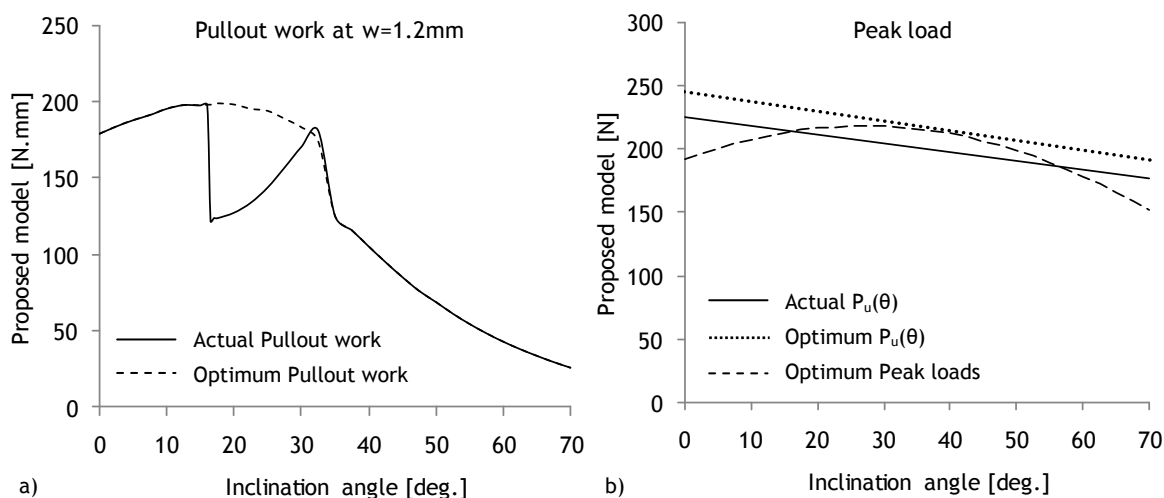 Pullout work at w=1.2mm
Proposed model [N.mm]
250
200
150
100
50
0
Actual Pullout work
Optimum Pullout work
0 10 20 30 40 50 60 70
a) Inclination angle [deg.]
Peak load
Proposed model [N]
300
250
200
150
100
50
0
Actual Pu(θ)
Optimum Pu(θ)
Optimum Peak loads
0 10 20 30 40 50 60 70
b) Inclination angle [deg.]